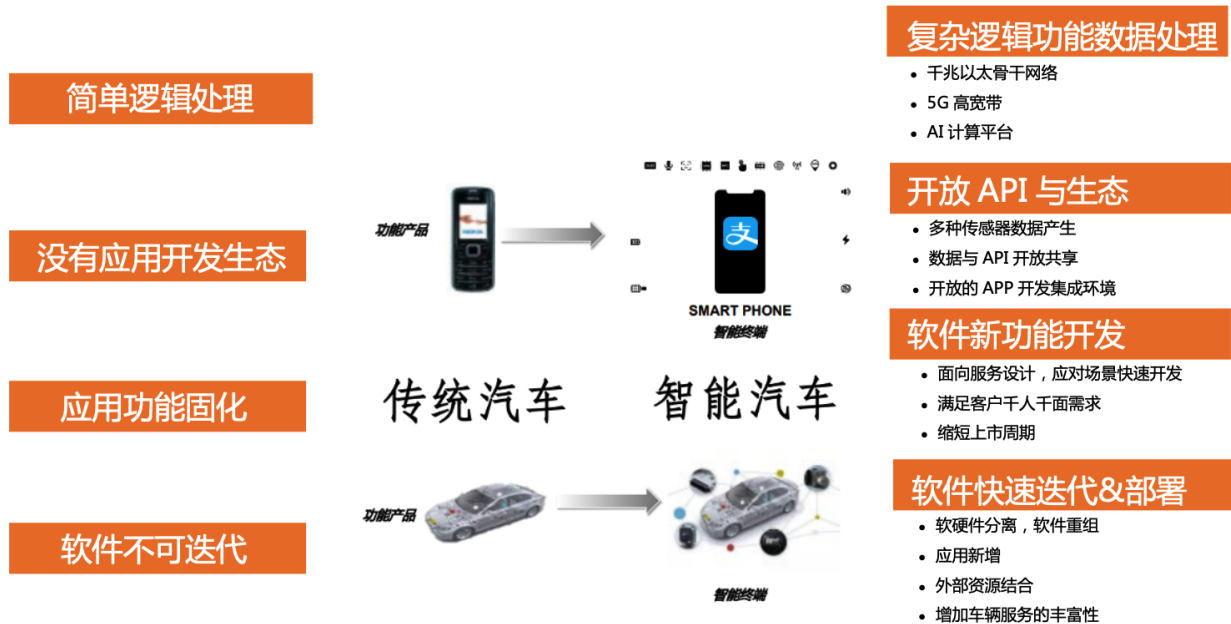 简单逻辑处理
没有应用开发生态
应用功能固化
软件不可迭代
功能产品
SMART PHONE
智能终端
传统汽车
智能汽车
功能产品
智能终端
复杂逻辑功能数据处理
• 千兆以太骨干网络
• 5G 高宽带
• AI 计算平台
开放 API 与生态
• 多种传感器数据产生
• 数据与 API 开放共享
• 开放的 APP 开发集成环境
软件新功能开发
• 面向服务设计，应对场景快速开发
• 满足客户千人千面需求
• 缩短上市周期
软件快速迭代&部署
• 软硬件分离，软件重组
• 应用新增
• 外部资源结合
• 增加车辆服务的丰富性